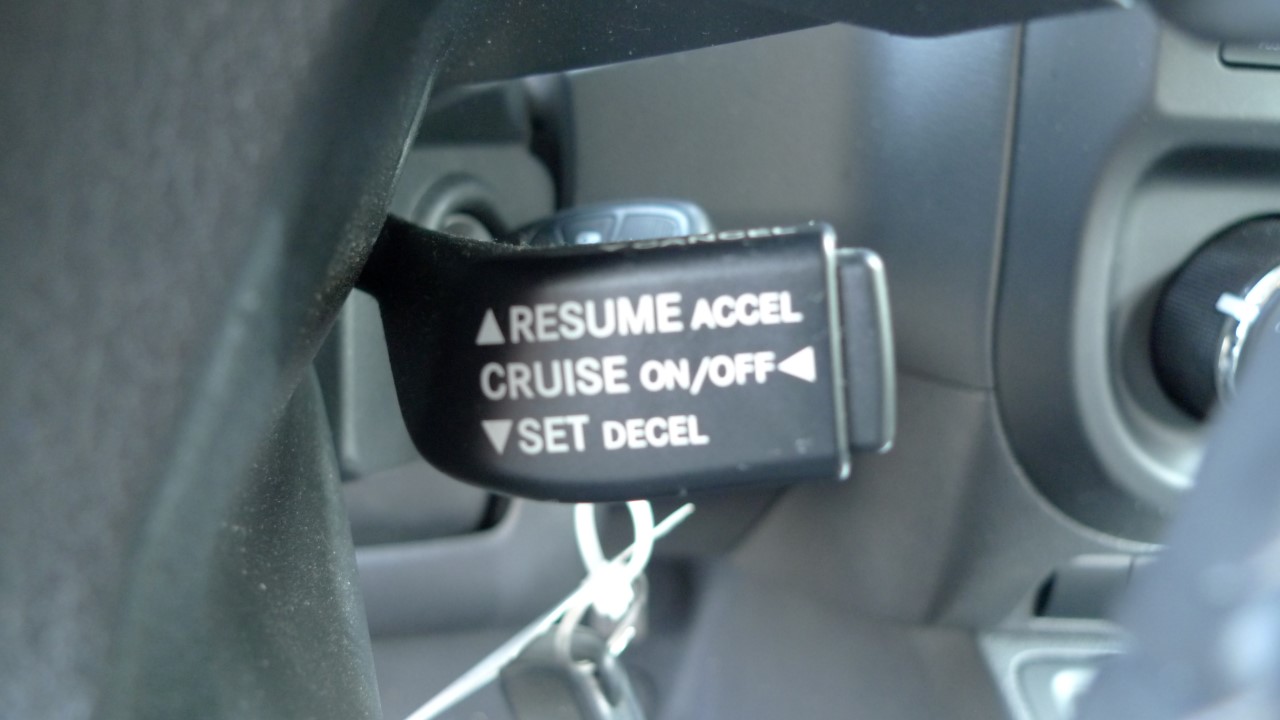 ▲RESUME ACCEL
CRUISE ON/OFF◀
▼SET DECEL